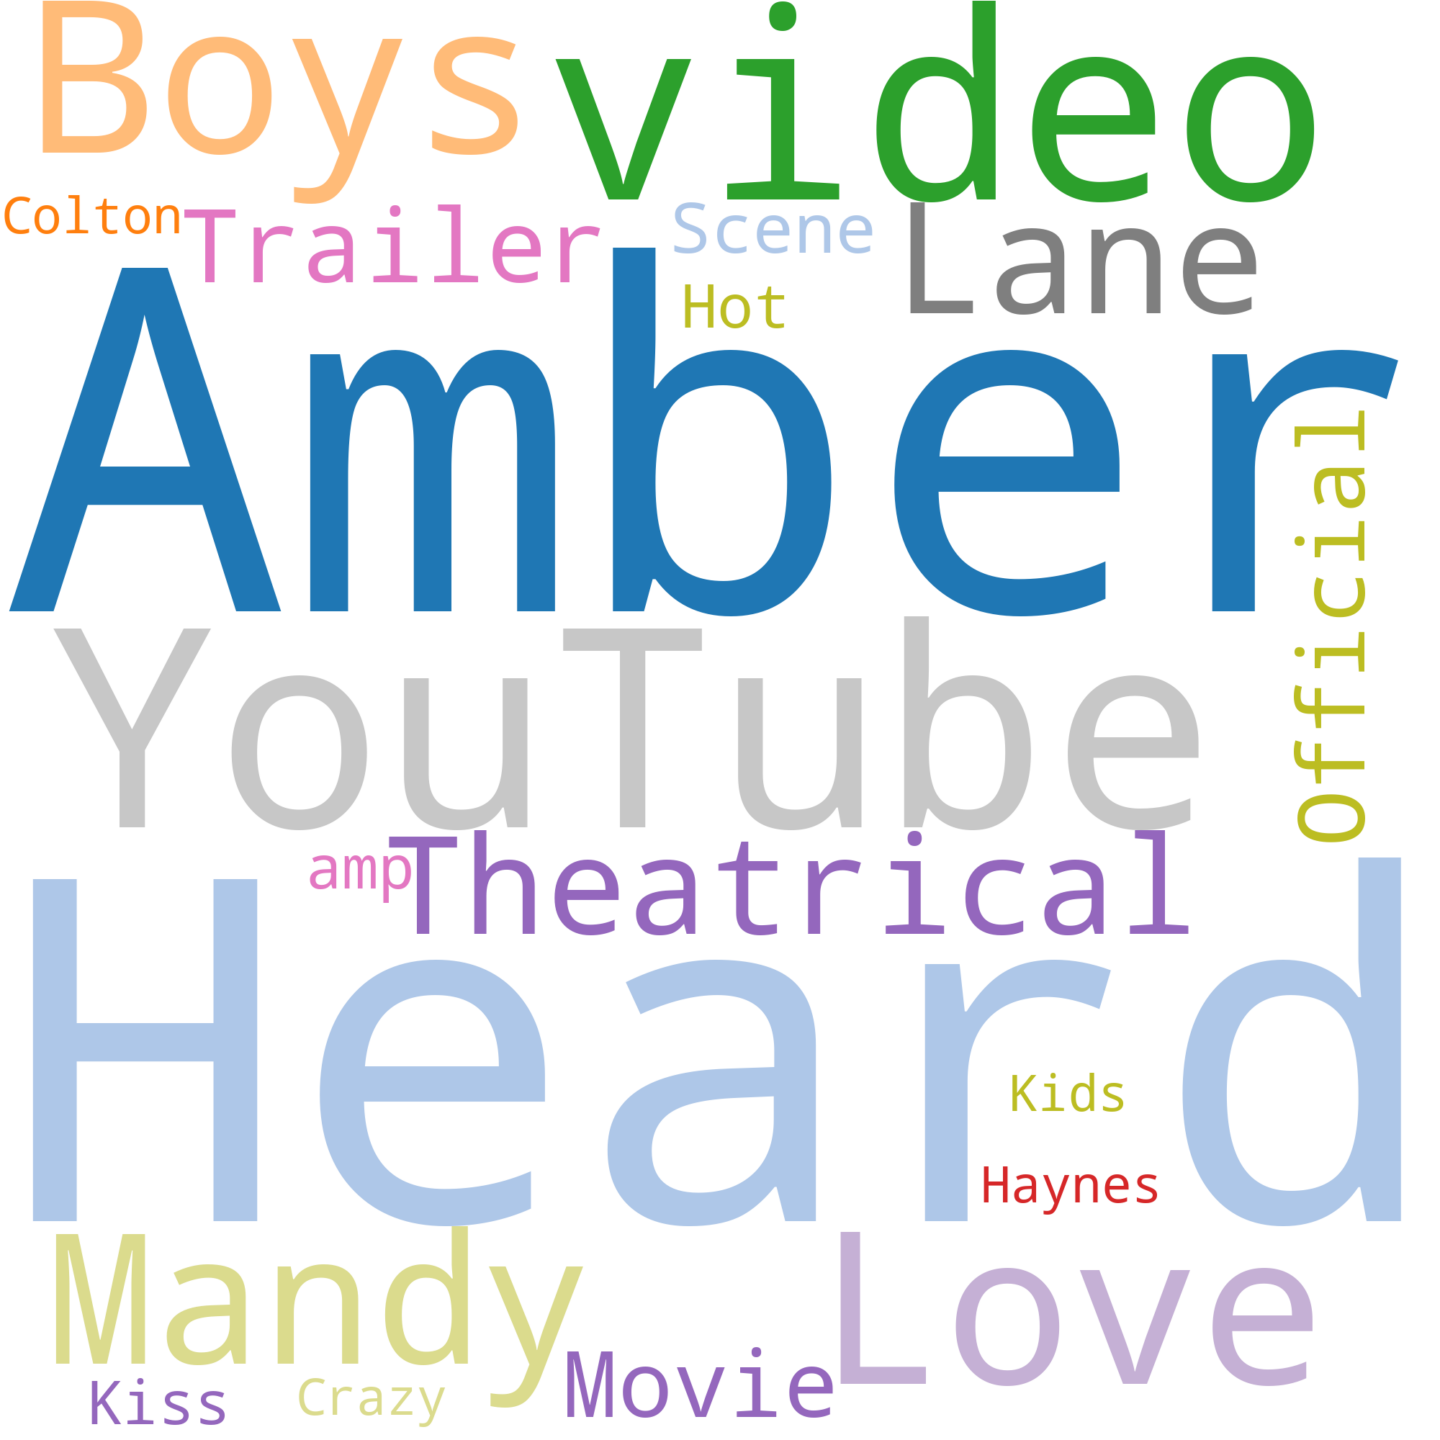 Boys video
Colton Trailer Scene Lane
Hot
Amber
Official
YouTube
amp Theatrical
Heard
Kids
Haynes
Mandy Love
Kiss Crazy Movie